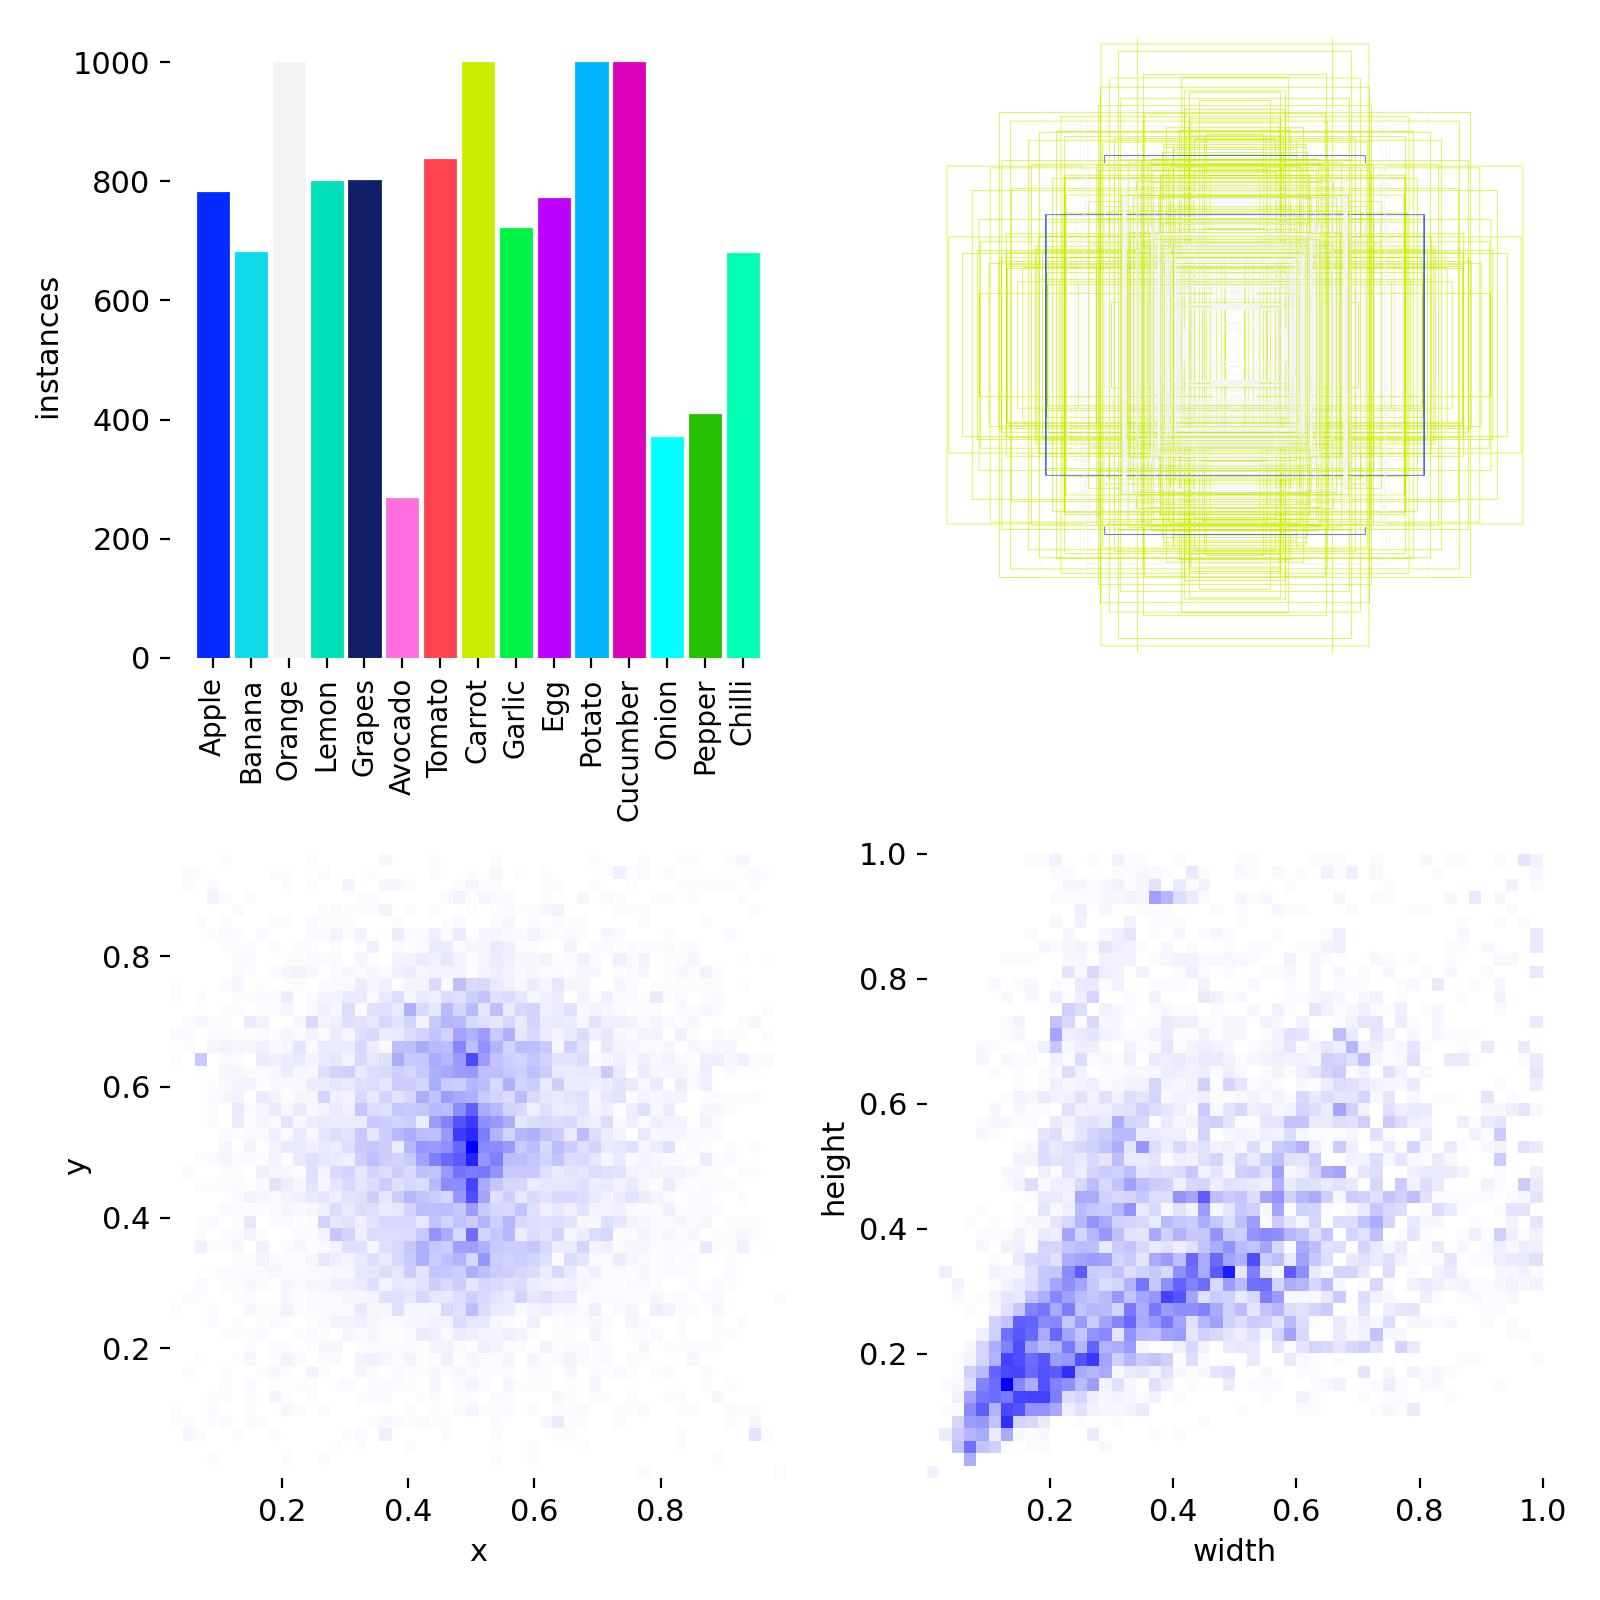 1000
800
600
400
200
0
instances
Apple
Banana
Orange
Lemon
Grapes
Avocado
Tomato
Carrot
Garlic
Egg
Potato
Cucumber
Onion
Pepper
Chilli
0.8
0.6
0.4
0.2
y
0.2 0.4 0.6 0.8
x
1.0
0.8
0.6
0.4
0.2
height
0.2 0.4 0.6 0.8 1.0
width